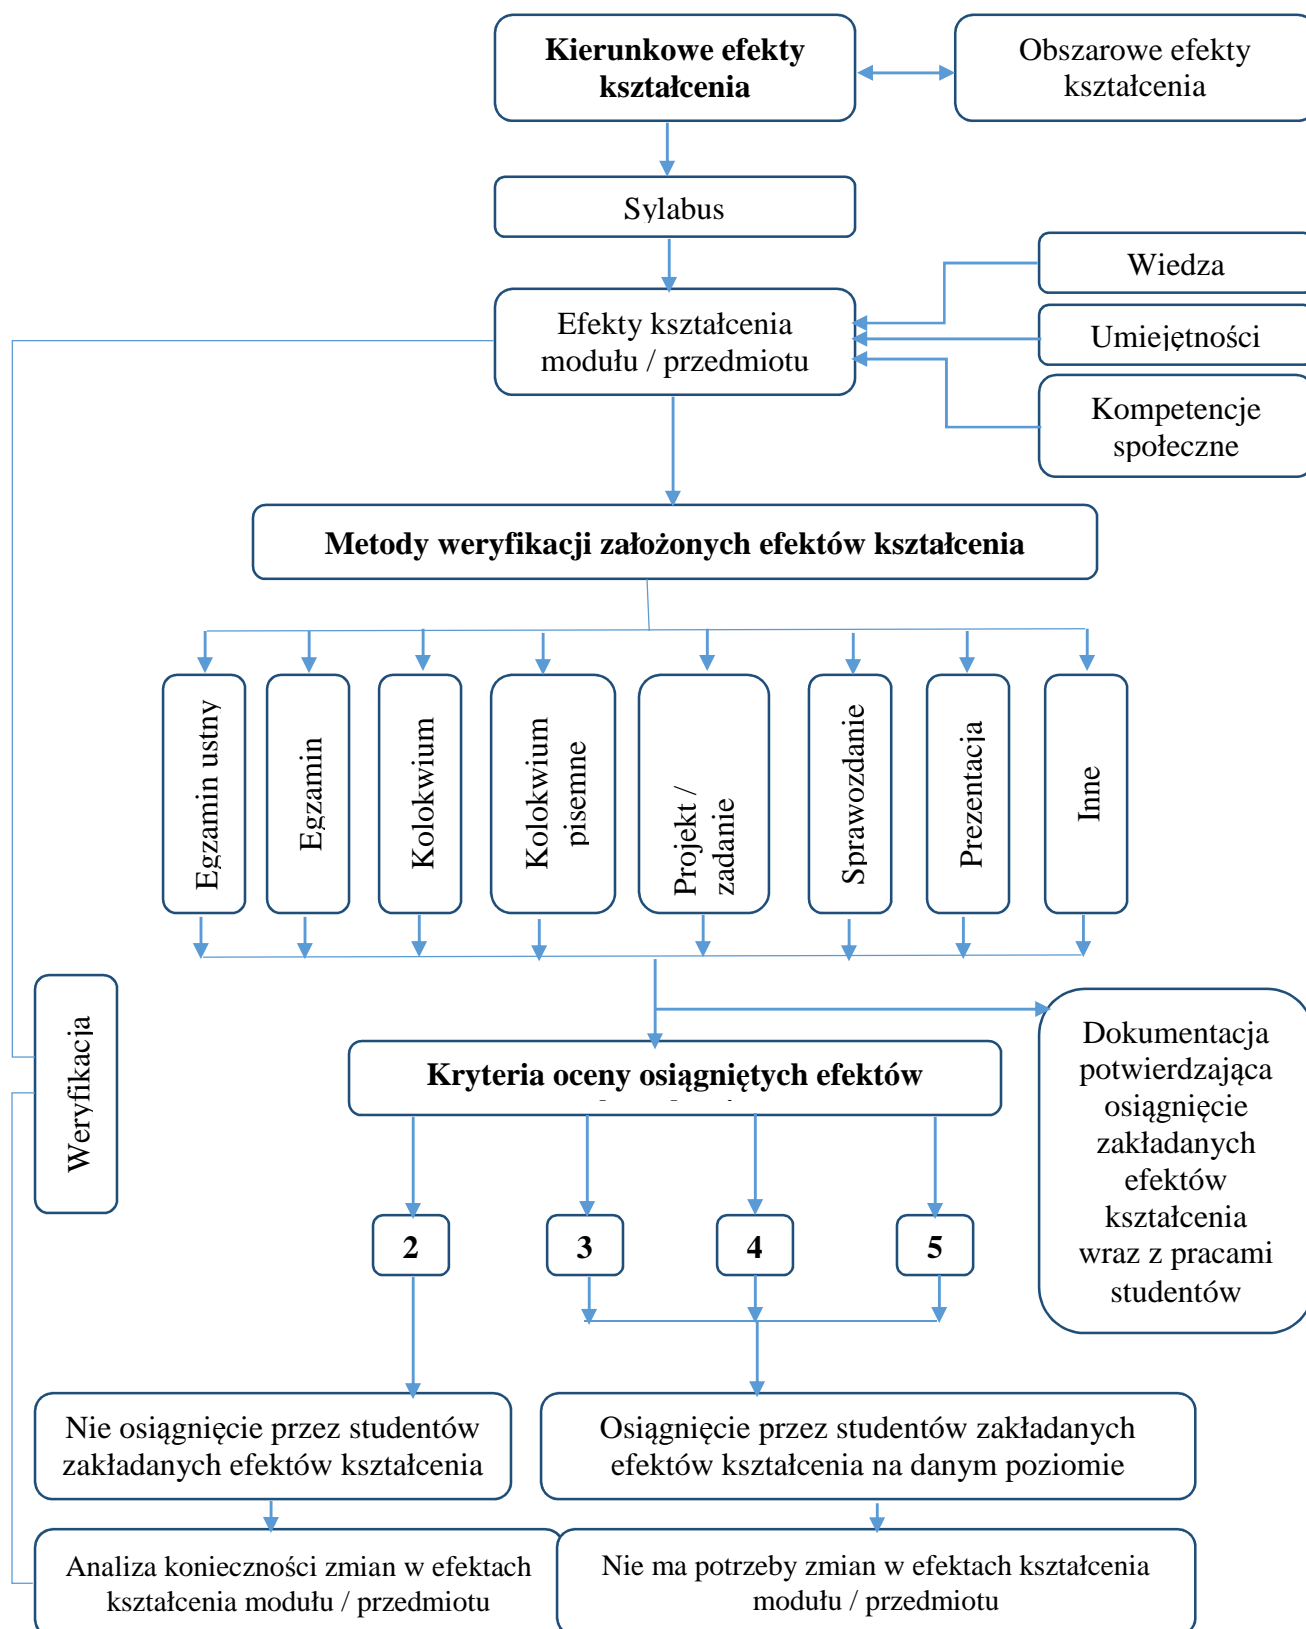 Kierunkowe efekty
kształcenia
Obszarowe efekty
kształcenia
Sylabus
Wiedza
Efekty kształcenia
modułu / przedmiotu
Umiejętności
Kompetencje
społeczne
Metody weryfikacji założonych efektów kształcenia
Egzamin ustny
Egzamin
Kolokwium
Kolokwium
pisemne
Projekt /
zadanie
Sprawozdanie
Prezentacja
Inne
Weryfikacja
Dokumentacja
potwierdzająca
osiągnięcie
zakładanych
efektów
kształcenia
wraz z pracami
studentów
Kryteria oceny osiągniętych efektów
2
3
4
5
Nie osiągnięcie przez studentów
zakładanych efektów kształcenia
Osiągnięcie przez studentów zakładanych
efektów kształcenia na danym poziomie
Analiza konieczności zmian w efektach
kształcenia modułu / przedmiotu
Nie ma potrzeby zmian w efektach kształcenia
modułu / przedmiotu